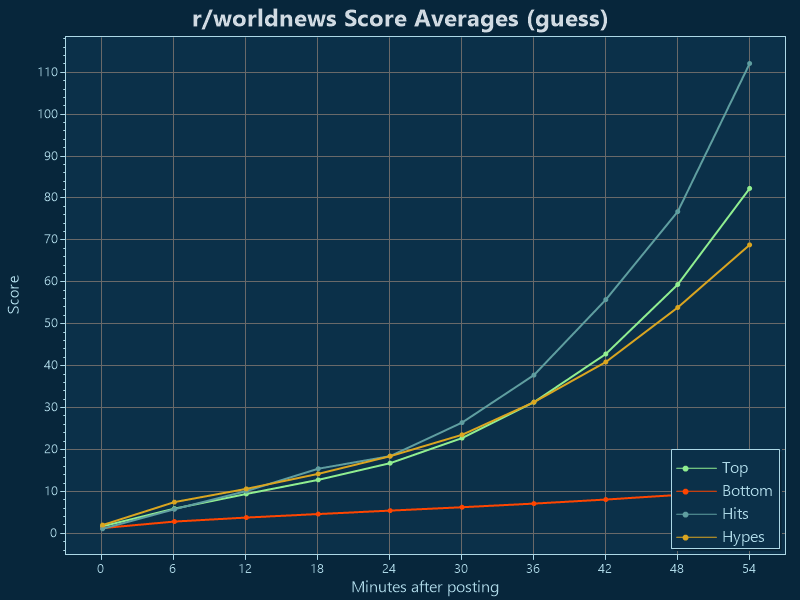 r/worldnews Score Averages (guess)
110
100
90
80
70
60
50
40
30
20
10
0
Score
0 6 12 18 24 30 36 42 48 54
Minutes after posting
Top
Bottom
Hits
Hypes